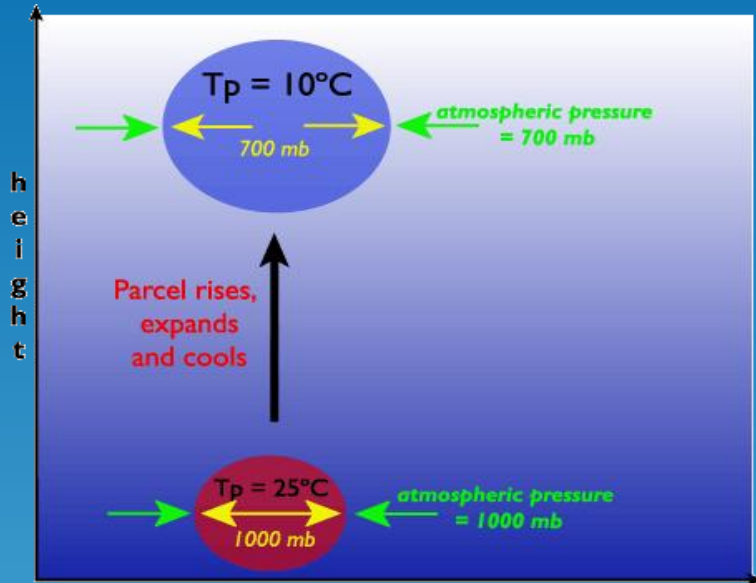 Tp = 10°C
700 mb
atmospheric pressure
= 700 mb
height
Parcel rises,
expands
and cools
Tp = 25°C
1000 mb
atmospheric pressure
= 1000 mb